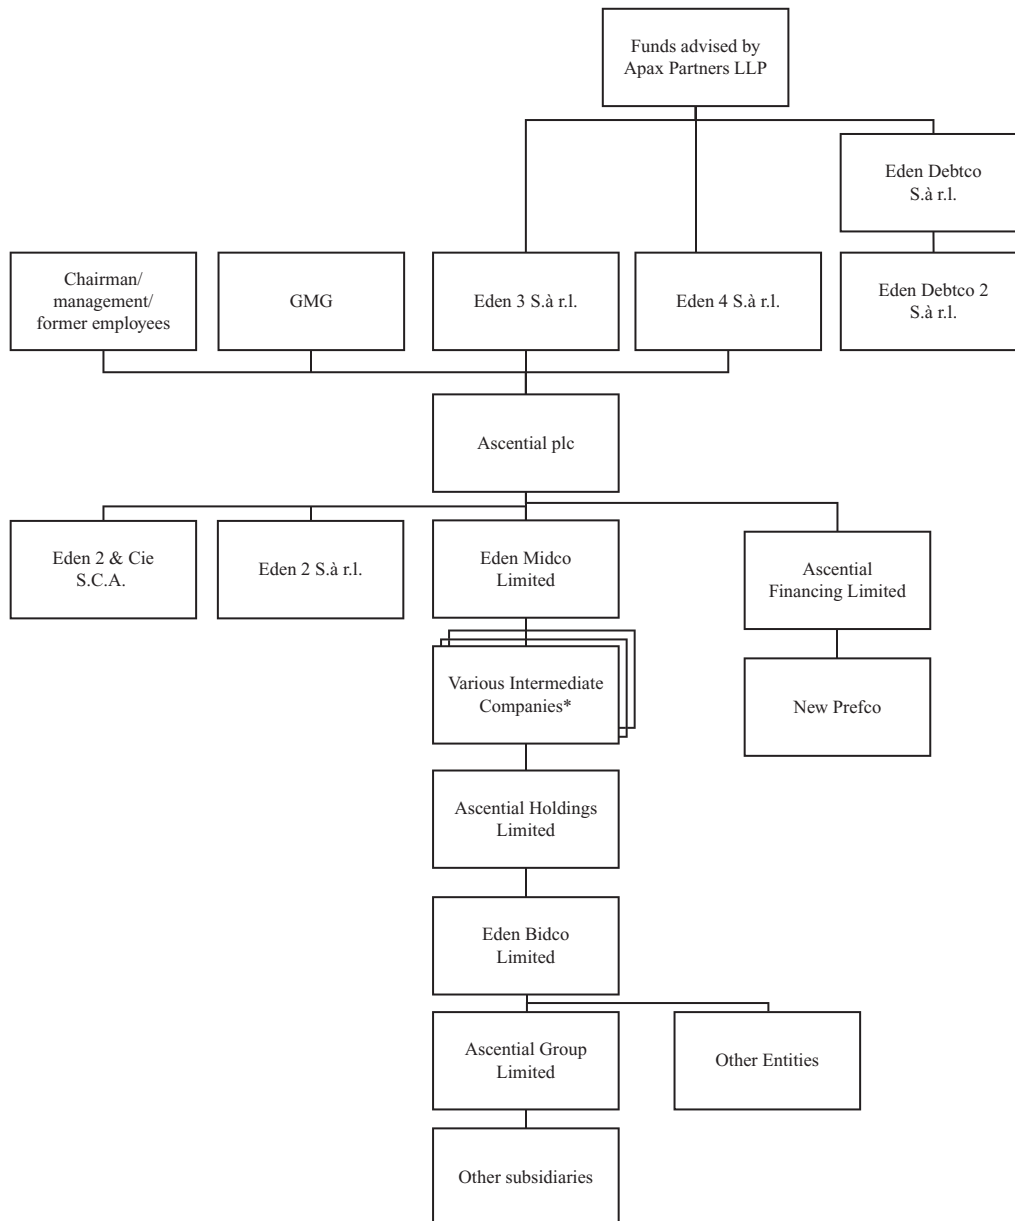 Funds advised by
Apax Partners LLP
Eden Debtco
S.à r.l.
Chairman/
management/
former employees
GMG
Eden 3 S.à r.l.
Eden 4 S.à r.l.
Eden Debtco 2
S.à r.l.
Ascential plc
Eden 2 & Cie
S.C.A.
Eden 2 S.à r.l.
Eden Midco
Limited
Ascential
Financing Limited
Various Intermediate
Companies*
New Prefco
Ascential Holdings
Limited
Eden Bidco
Limited
Ascential Group
Limited
Other Entities
Other subsidiaries